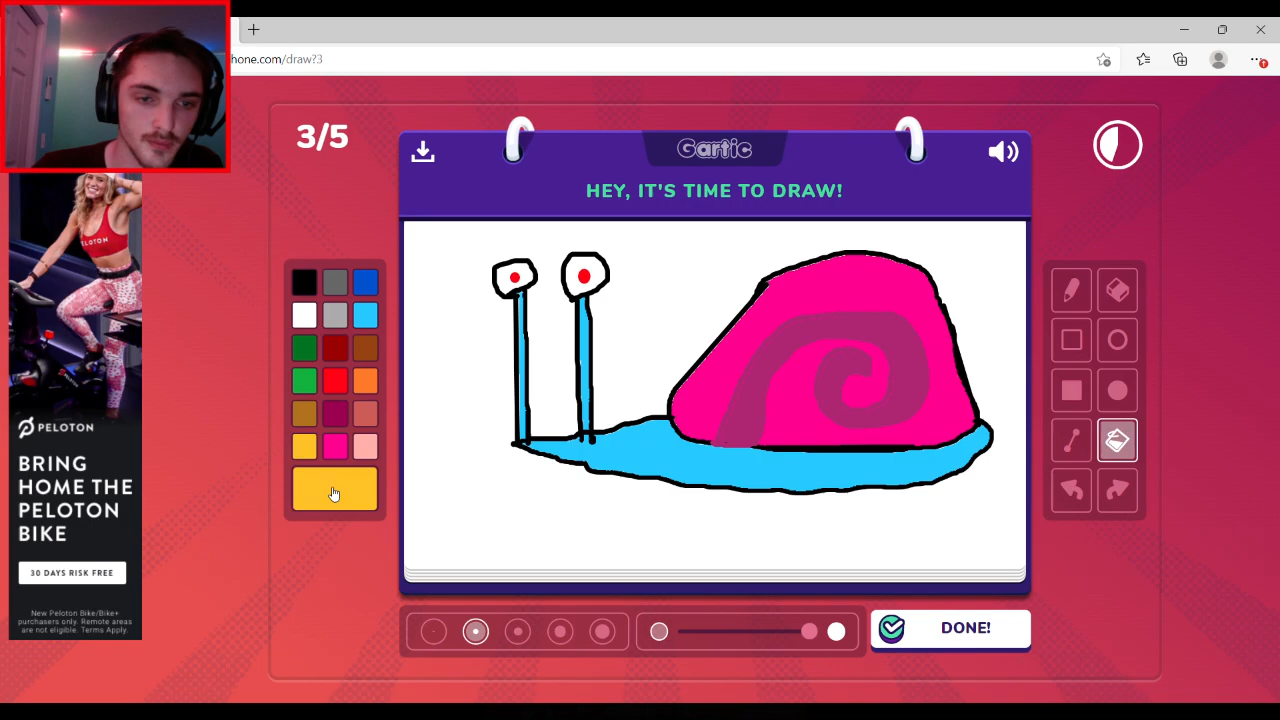 hone.com/draw?3
3/5
Gartic
HEY, IT'S TIME TO DRAW!
PELOTON
BRING
HOME THE
PELOTON
BIKE
30 DAYS RISK FREE
New Peloton Bike/Bike+
purchasers only. Remote areas
are not eligible. Terms Apply.
DONE!